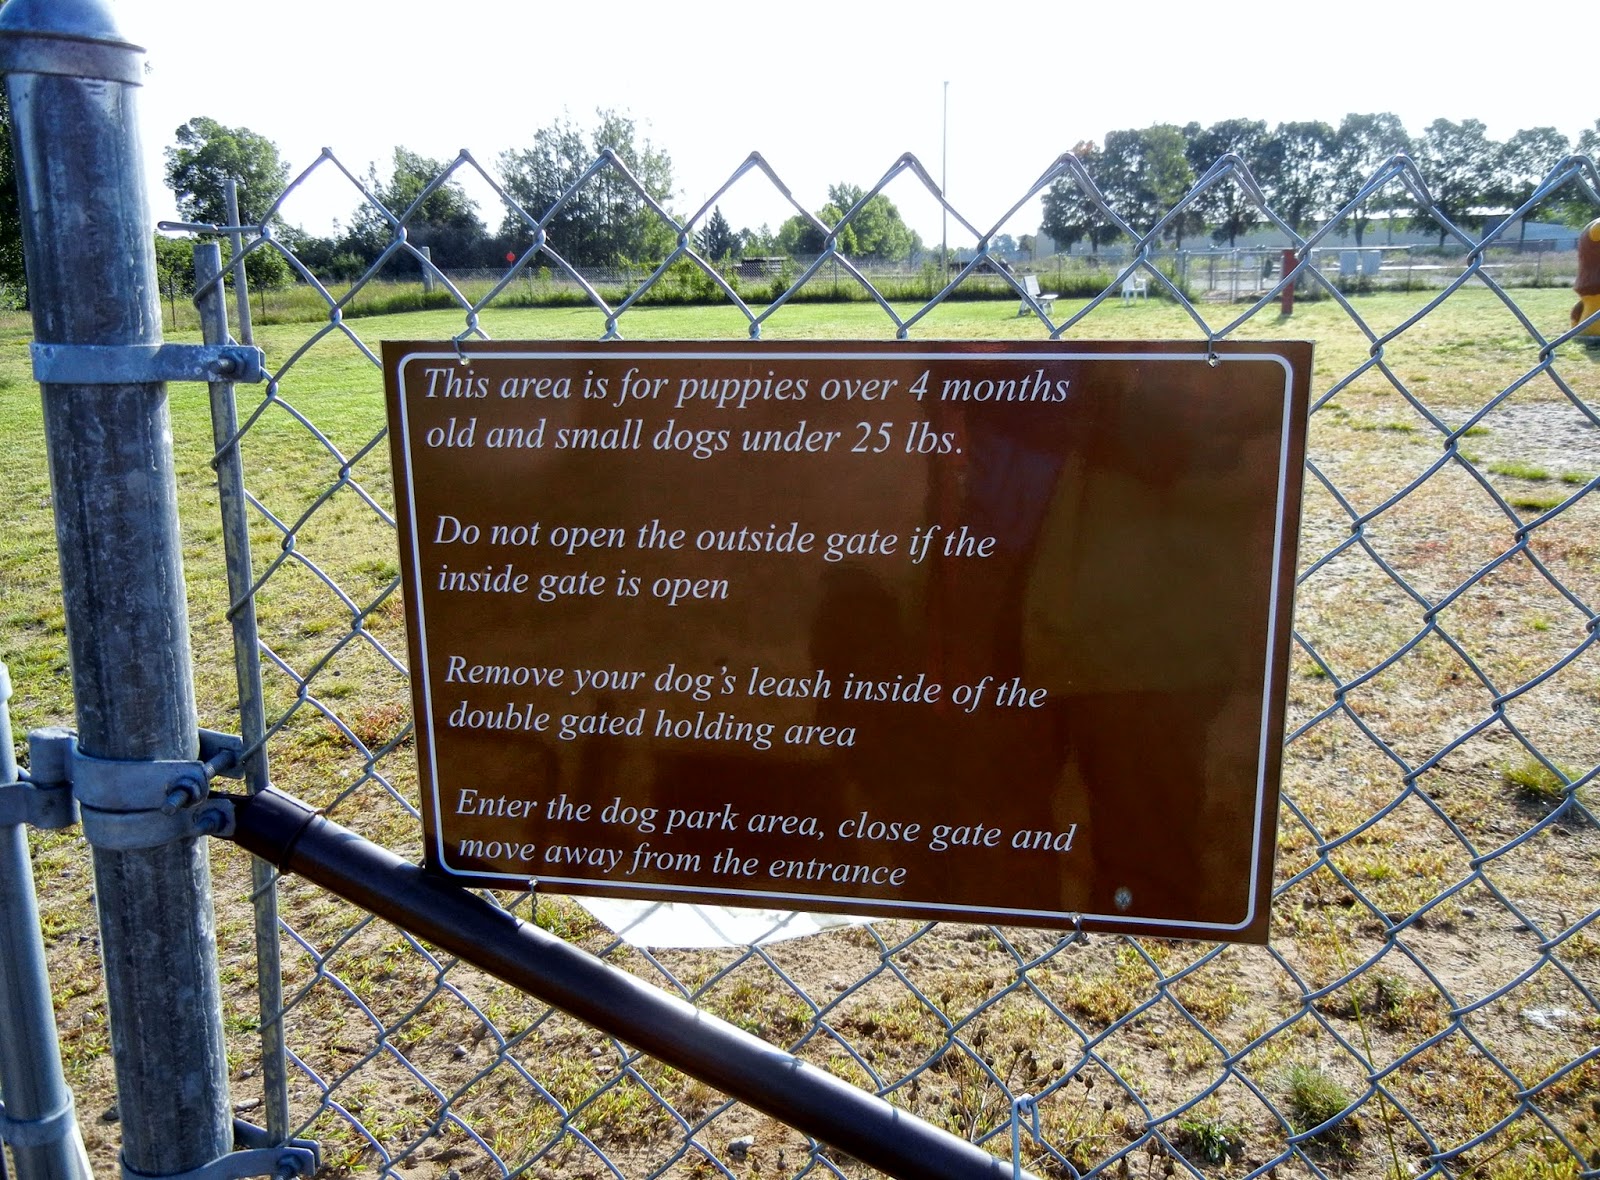 This area is for puppies over 4 months
old and small dogs under 25 lbs.
Do not open the outside gate if the
inside gate is open
Remove your dog's leash inside of the
double gated holding area
Enter the dog park area, close gate and
move away from the entrance